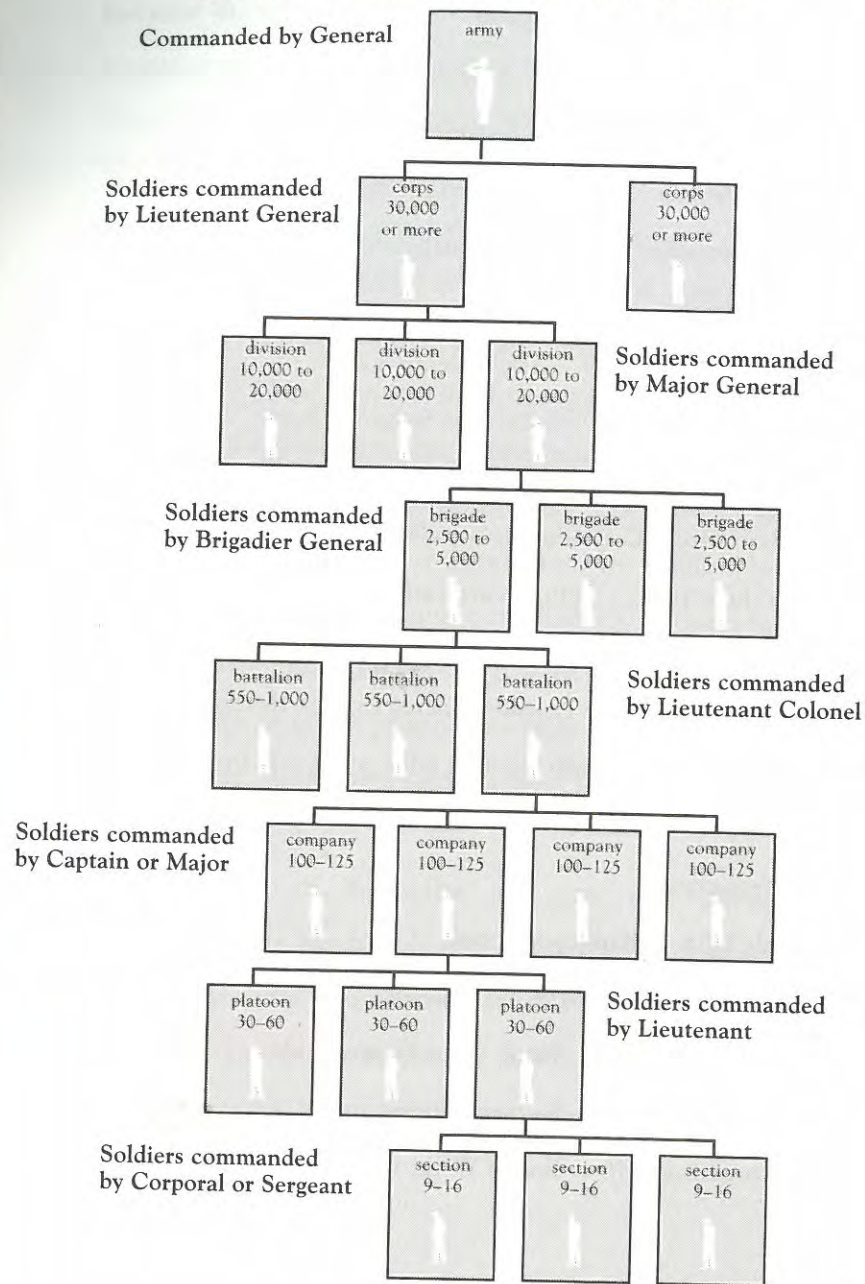 Commanded by General
army
Soldiers commanded
by Lieutenant General
corps
30,000
or more
corps
30,000
or more
division
10,000 to
20,000
division
10,000 to
20,000
division
10,000 to
20,000
Soldiers commanded
by Major General
Soldiers commanded
by Brigadier General
brigade
2,500 to
5,000
brigade
2,500 to
5,000
brigade
2,500 to
5,000
battalion
550–1,000
battalion
550–1,000
battalion
550–1,000
Soldiers commanded
by Lieutenant Colonel
Soldiers commanded
by Captain or Major
company
100–125
company
100–125
company
100–125
company
100–125
platoon
30–60
platoon
30–60
platoon
30–60
Soldiers commanded
by Lieutenant
Soldiers commanded
by Corporal or Sergeant
section
9–16
section
9–16
section
9–16